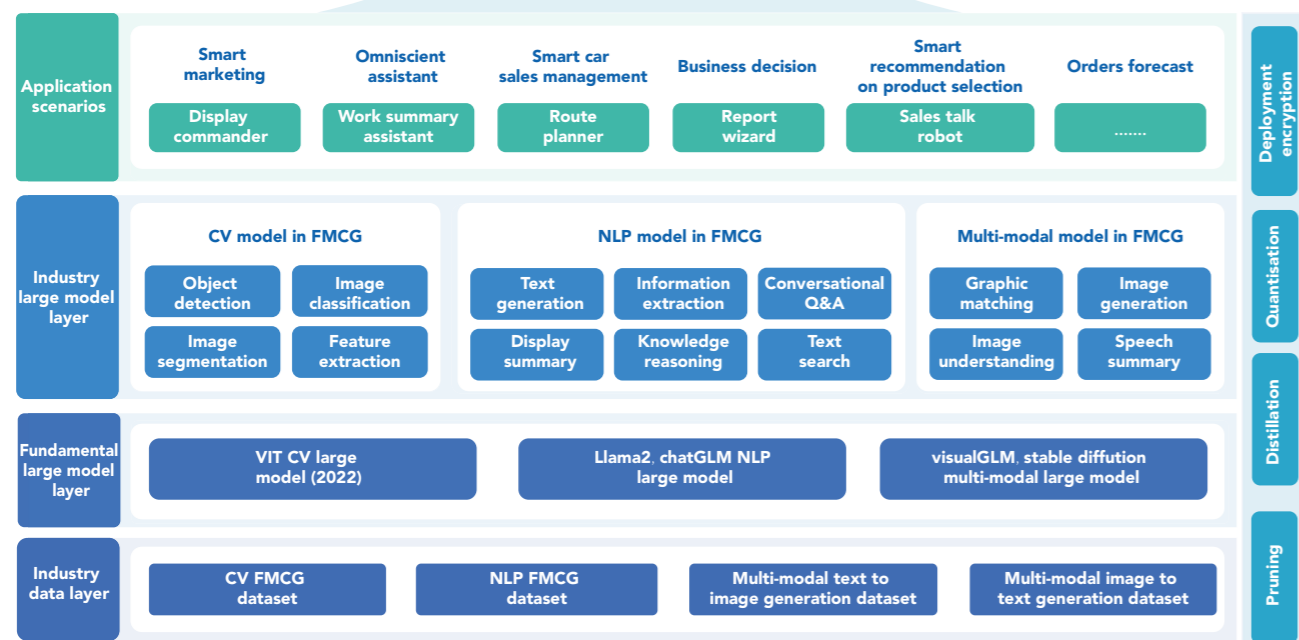 Application
scenarios
Smart
marketing
Omniscient
assistant
Smart car
sales management
Business decision
Smart
recommendation
on product selection
Orders forecast
Display
commander
Work summary
assistant
Route
planner
Report
wizard
Sales talk
robot
.......
Industry
large model
layer
CV model in FMCG
Object
detection
Image
classification
Image
segmentation
Feature
extraction
NLP model in FMCG
Text
generation
Information
extraction
Conversational
Q&A
Display
summary
Knowledge
reasoning
Text
search
Multi-modal model in FMCG
Graphic
matching
Image
generation
Image
understanding
Speech
summary
Fundamental
large model
layer
VIT CV large
model (2022)
Llama2, chatGLM NLP
large model
visualGLM, stable diffution
multi-modal large model
Industry
data layer
CV FMCG
dataset
NLP FMCG
dataset
Multi-modal text to
image generation dataset
Multi-modal image to
text generation dataset
Deployment
encryption
Quantisation
Distillation
Pruning